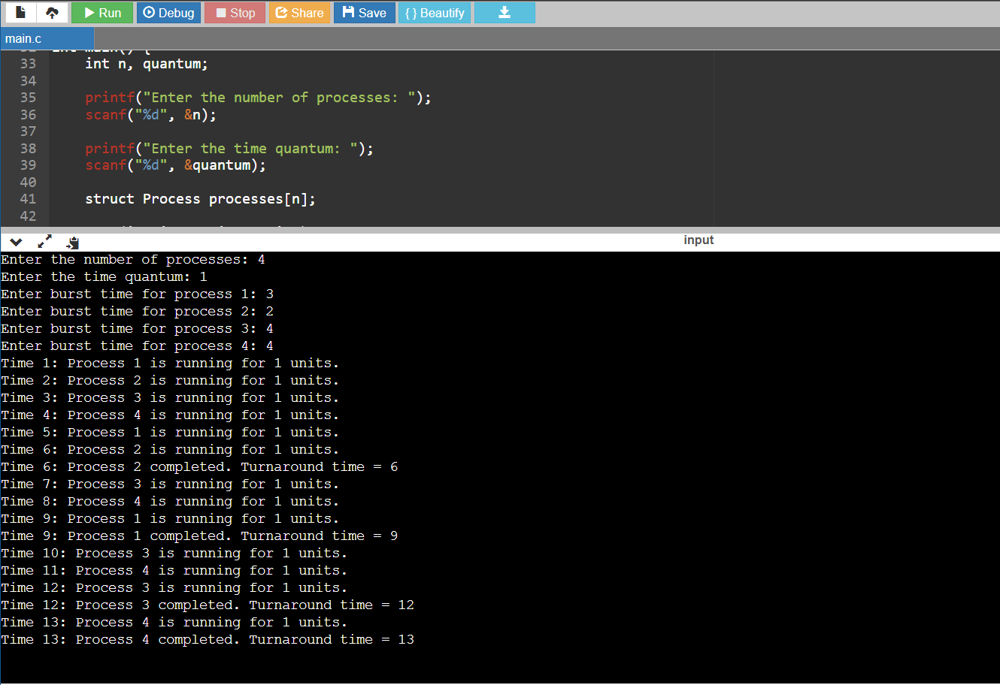 Run Debug Stop Share Save { } Beautify
main.c
33 int n, quantum;
34
35 printf("Enter the number of processes: ");
36 scanf("%d", &n);
37
38 printf("Enter the time quantum: ");
39 scanf("%d", &quantum);
40
41 struct Process processes[n];
42
input
Enter the number of processes: 4
Enter the time quantum: 1
Enter burst time for process 1: 3
Enter burst time for process 2: 2
Enter burst time for process 3: 4
Enter burst time for process 4: 4
Time 1: Process 1 is running for 1 units.
Time 2: Process 2 is running for 1 units.
Time 3: Process 3 is running for 1 units.
Time 4: Process 4 is running for 1 units.
Time 5: Process 1 is running for 1 units.
Time 6: Process 2 is running for 1 units.
Time 6: Process 2 completed. Turnaround time = 6
Time 7: Process 3 is running for 1 units.
Time 8: Process 4 is running for 1 units.
Time 9: Process 1 is running for 1 units.
Time 9: Process 1 completed. Turnaround time = 9
Time 10: Process 3 is running for 1 units.
Time 11: Process 4 is running for 1 units.
Time 12: Process 3 is running for 1 units.
Time 12: Process 3 completed. Turnaround time = 12
Time 13: Process 4 is running for 1 units.
Time 13: Process 4 completed. Turnaround time = 13